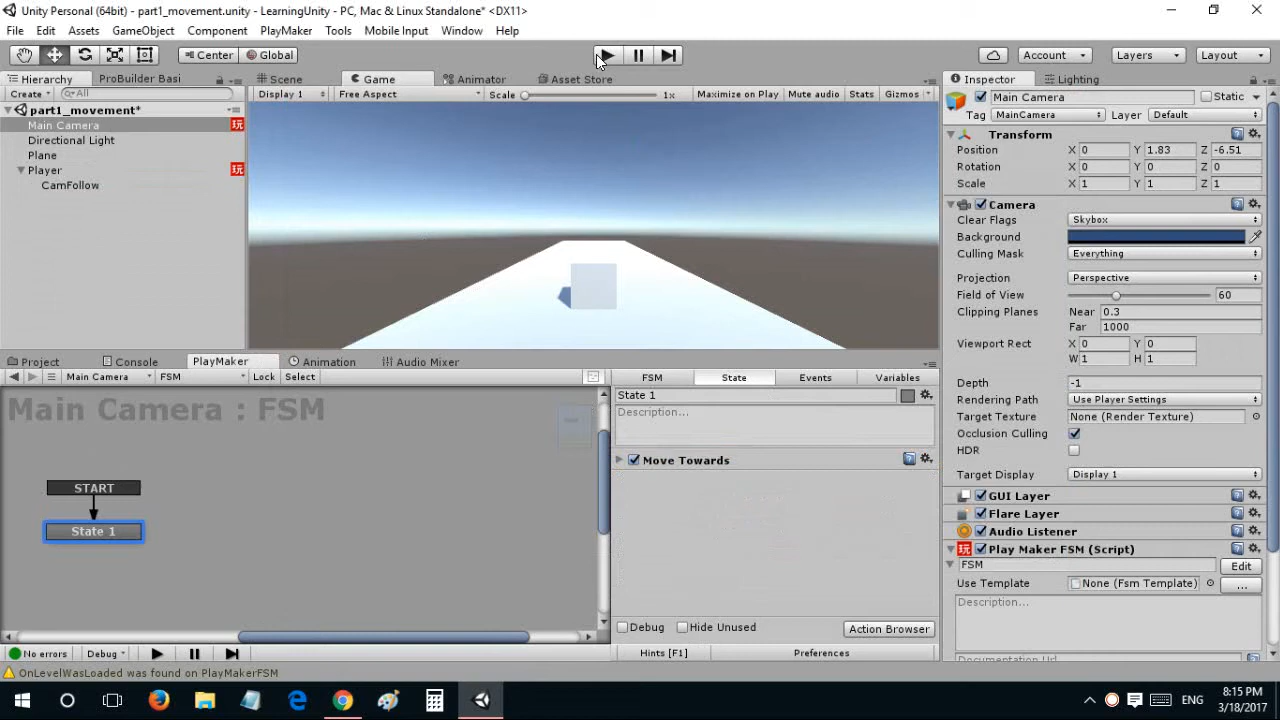 Unity Personal (64bit) - part1_movement.unity - LearningUnity - PC, Mac & Linux Standalone* <DX11>
File Edit Assets GameObject Component PlayMaker Tools Mobile Input Window Help
Center Global Account Layers Layout
Hierarchy ProBuilder Basi Scene Game Animator Asset Store Inspector Lighting
Create All Display 1 Free Aspect Scale 1x Maximize on Play Mute audio Stats Gizmos Main Camera Static
part1_movement*
Tag MainCamera Layer Default
Main Camera 玩
Transform
Directional Light
Position X 0 Y 1.83 Z -6.51
Plane
Rotation X 0 Y 0 Z 0
Player 玩
Scale X 1 Y 1 Z 1
CamFollow
Camera
Clear Flags Skybox
Background
Culling Mask Everything
Projection Perspective
Field of View 60
Clipping Planes Near 0.3
Far 1000
Viewport Rect X 0 Y 0
W 1 H 1
Project Console PlayMaker Animation Audio Mixer
Main Camera FSM Lock Select FSM State Events Variables
Depth -1
Main Camera : FSM
State 1
Rendering Path Use Player Settings
Description...
Target Texture None (Render Texture)
Occlusion Culling
HDR
Move Towards
Target Display Display 1
START
GUI Layer
Flare Layer
State 1
Audio Listener
玩 Play Maker FSM (Script)
FSM Edit
Use Template None (Fsm Template) ...
Description...
Debug Hide Unused Action Browser
No errors Debug Hints [F1] Preferences
OnLevelWasLoaded was found on PlayMakerFSM
ENG 8:15 PM
3/18/2017